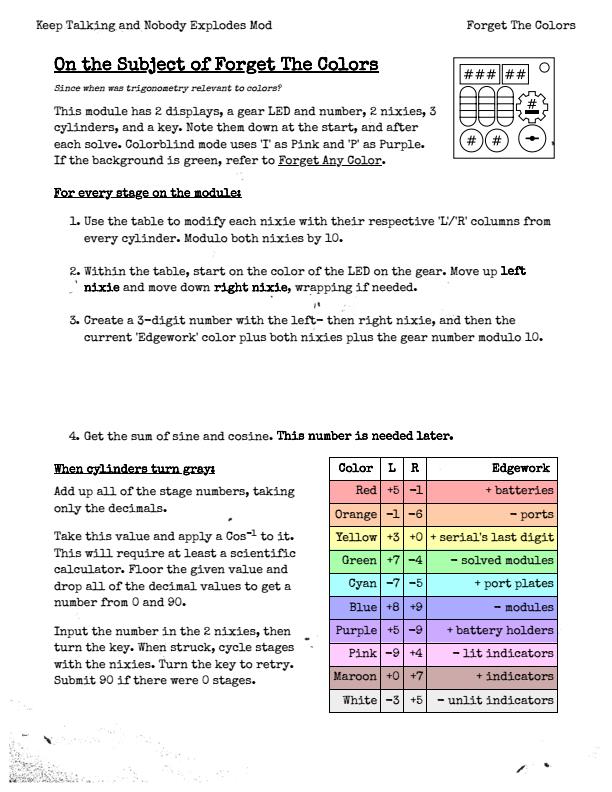 Keep Talking and Nobody Explodes Mod
Forget The Colors
On the Subject of Forget The Colors
Since when was trigonometry relevant to colors?
### ##
#
# #
This module has 2 displays, a gear LED and number, 2 nixies, 3
cylinders, and a key. Note them down at the start, and after
each solve. Colorblind mode uses 'I' as Pink and 'P' as Purple.
If the background is green, refer to Forget Any Color.
For every stage on the module:
1. Use the table to modify each nixie with their respective 'L'/'R' columns from
every cylinder. Modulo both nixies by 10.
2. Within the table, start on the color of the LED on the gear. Move up left
nixie and move down right nixie, wrapping if needed.
3. Create a 3-digit number with the left- then right nixie, and then the
current 'Edgework' color plus both nixies plus the gear number modulo 10.
4. Get the sum of sine and cosine. This number is needed later.
When cylinders turn gray:
Add up all of the stage numbers, taking
only the decimals.
Take this value and apply a Cos-1 to it.
This will require at least a scientific
calculator. Floor the given value and
drop all of the decimal values to get a
number from 0 and 90.
Input the number in the 2 nixies, then
turn the key. When struck, cycle stages
with the nixies. Turn the key to retry.
Submit 90 if there were 0 stages.
Color L R Edgework
Red +5 -1 + batteries
Orange -1 -6 - ports
Yellow +3 +0 + serial's last digit
Green +7 -4 - solved modules
Cyan -7 -5 + port plates
Blue +8 +9 - modules
Purple +5 -9 + battery holders
Pink -9 +4 - lit indicators
Maroon +0 +7 + indicators
White -3 +5 - unlit indicators